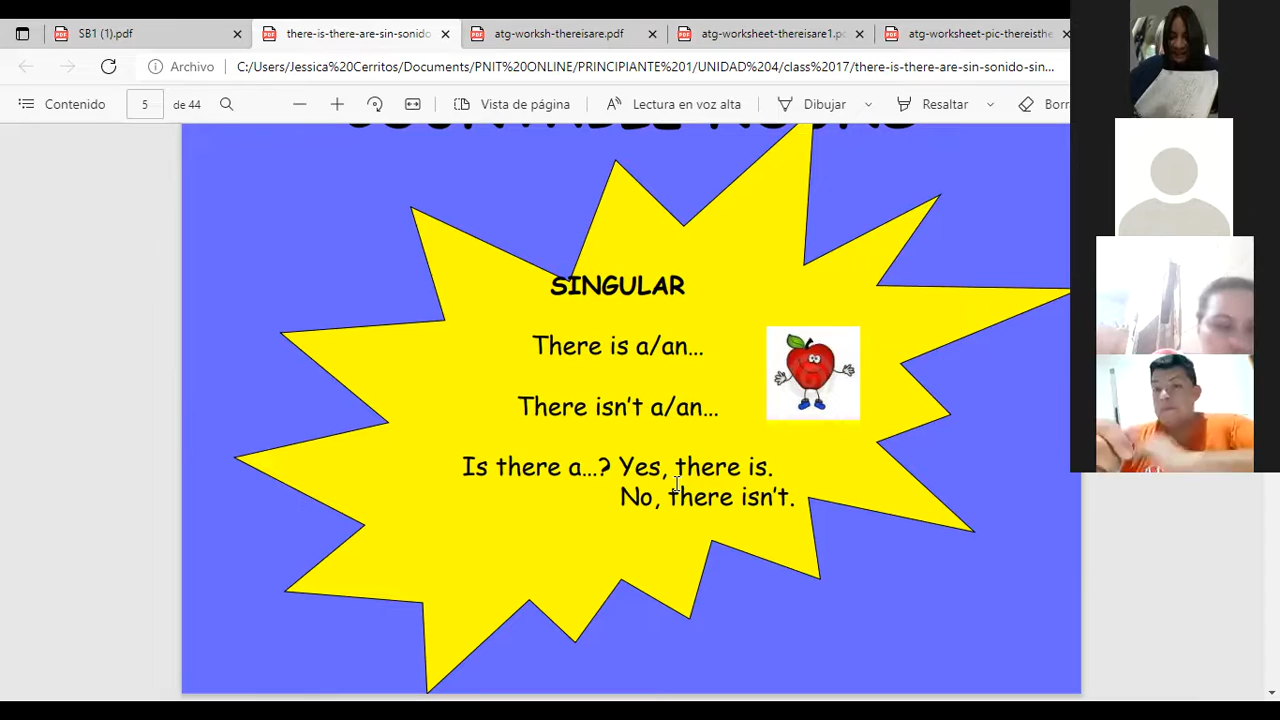 SB1 (1).pdf
there-is-there-are-sin-sonido
atg-worksh-thereisare.pdf
atg-worksheet-thereisare1.pc
atg-worksheet-pic-thereisthe
Archivo
C:/Users/Jessica%20Cerritos/Documents/PNIT%20ONLINE/PRINCIPIANTE%201/UNIDAD%204/class%2017/there-is-there-are-sin-sonido-sin...
Contenido
5
de 44
Vista de página
Lectura en voz alta
Dibujar
Resaltar
Borr
SINGULAR
There is a/an...
There isn't a/an...
Is there a...? Yes, there is.
No, there isn't.